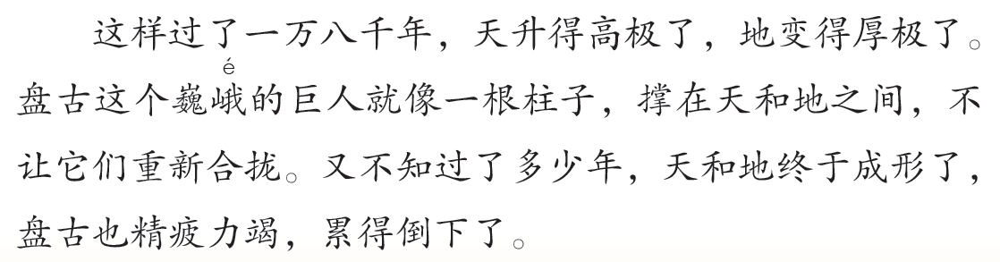 这样过了一万八千年，天升得高极了，地变得厚极了。
é
盘古这个巍峨的巨人就像一根柱子，撑在天和地之间，不
让它们重新合拢。又不知过了多少年，天和地终于成形了，
盘古也精疲力竭，累得倒下了。